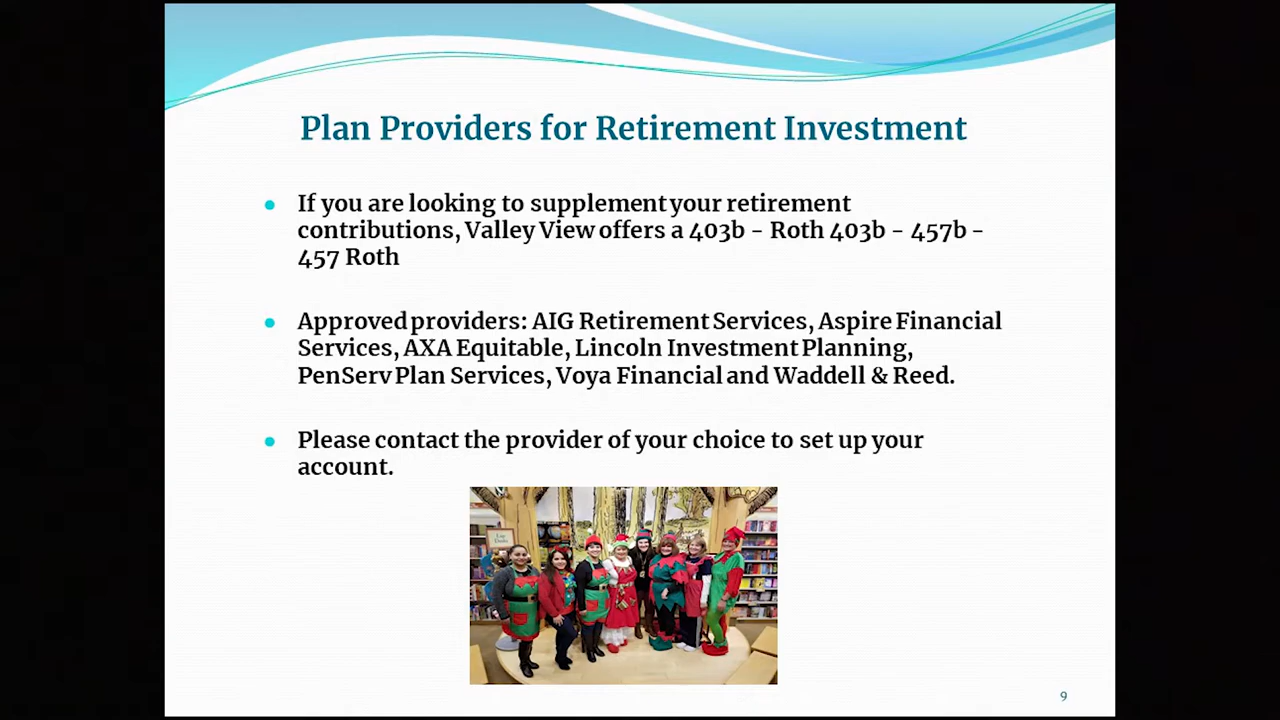 Plan Providers for Retirement Investment
If you are looking to supplement your retirement
contributions, Valley View offers a 403b - Roth 403b - 457b -
457 Roth
Approved providers: AIG Retirement Services, Aspire Financial
Services, AXA Equitable, Lincoln Investment Planning,
PenServ Plan Services, Voya Financial and Waddell & Reed.
Please contact the provider of your choice to set up your
account.
9